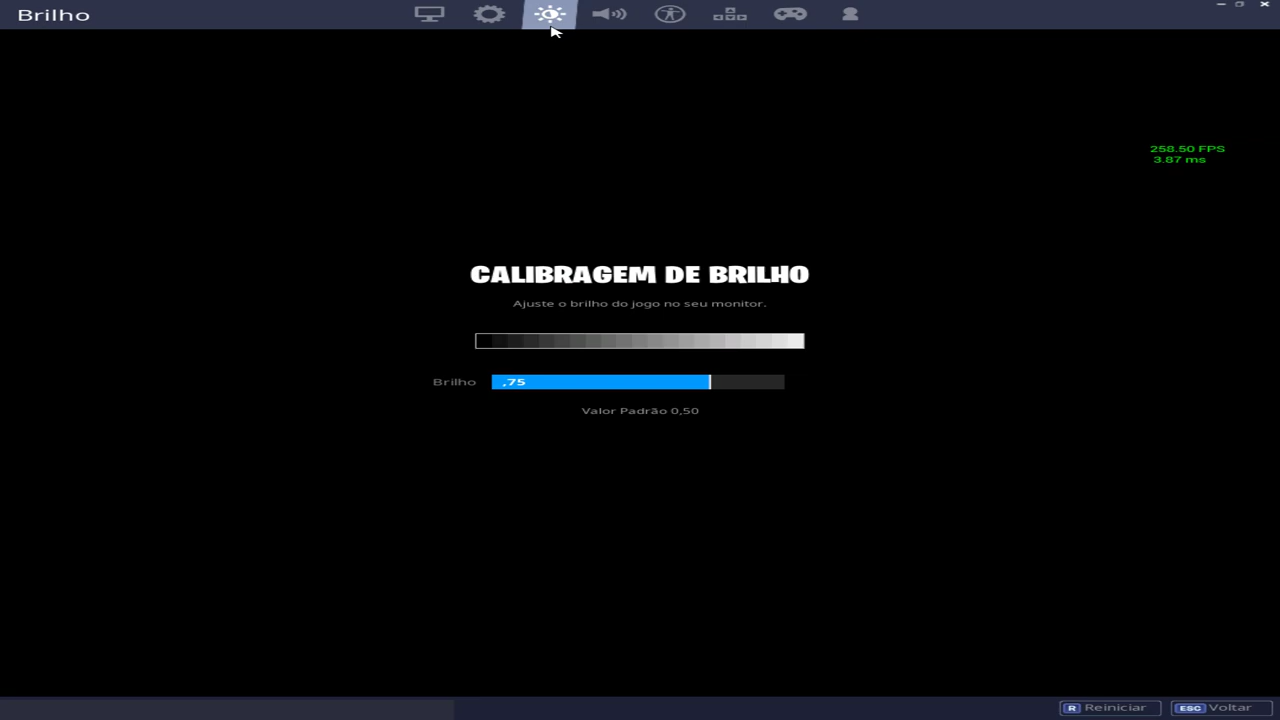 Brilho
258.50 FPS
3.87 ms
CALIBRAGEM DE BRILHO
Ajuste o brilho do jogo no seu monitor.
Brilho ,75
Valor Padrão 0,50
R Reiniciar ESC Voltar